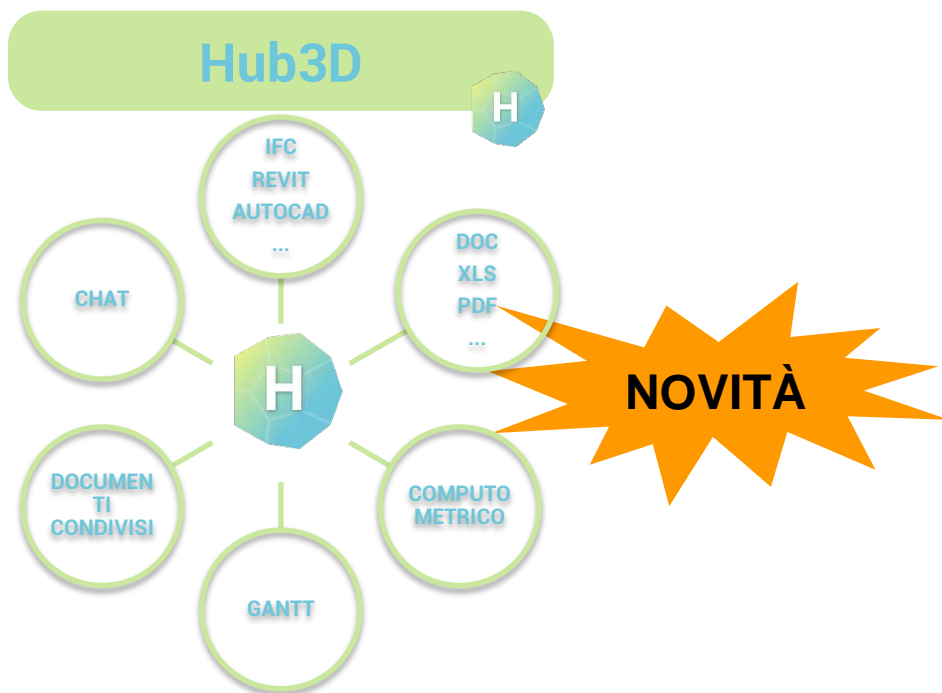 Hub3D
H
IFC
REVIT
AUTOCAD
...
CHAT
DOC
XLS
PDF
...
H
NOVITÀ
DOCUMEN
TI
CONDIVISI
COMPUTO
METRICO
GANTT